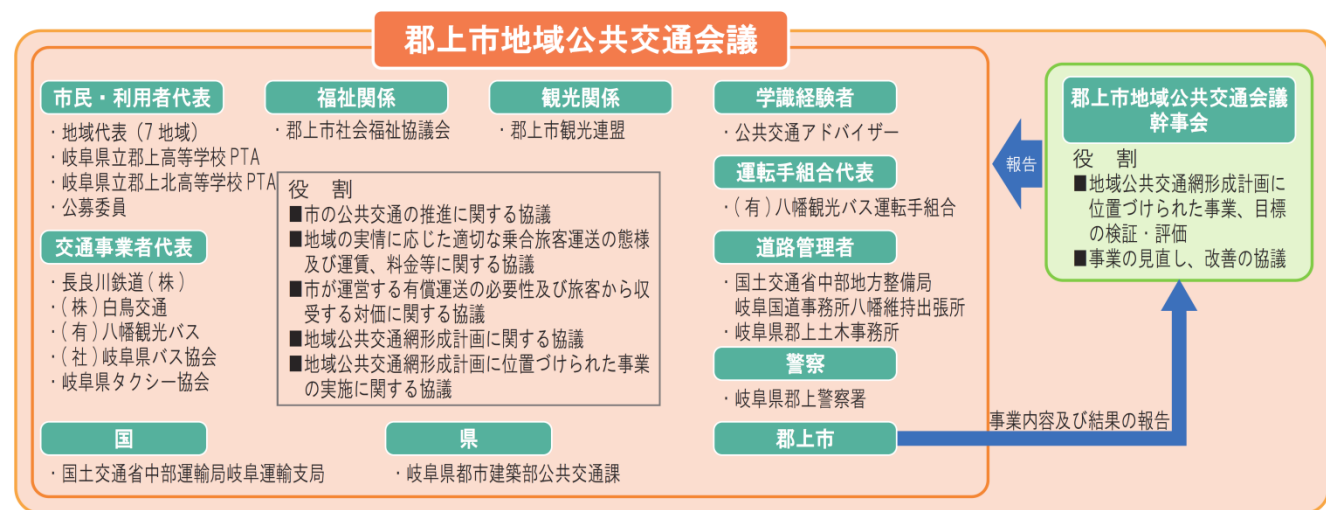 郡上市地域公共交通会議
市民・利用者代表
・地域代表（7 地域）
・岐阜県立郡上高等学校 PTA
・岐阜県立郡上北高等学校 PTA
・公募委員
福祉関係
・郡上市社会福祉協議会
観光関係
・郡上市観光連盟
学識経験者
・公共交通アドバイザー
運転手組合代表
・( 有 ) 八幡観光バス運転手組合
交通事業者代表
・長良川鉄道 ( 株 )
・( 株 ) 白鳥交通
・( 有 ) 八幡観光バス
・( 社 ) 岐阜県バス協会
・岐阜県タクシー協会
役　割
■市の公共交通の推進に関する協議
■地域の実情に応じた適切な乗合旅客運送の態様
及び運賃、料金等に関する協議
■市が運営する有償運送の必要性及び旅客から収
受する対価に関する協議
■地域公共交通網形成計画に関する協議
■地域公共交通網形成計画に位置づけられた事業
の実施に関する協議
道路管理者
・国土交通省中部地方整備局
岐阜国道事務所八幡維持出張所
・岐阜県郡上土木事務所
警察
・岐阜県郡上警察署
国
・国土交通省中部運輸局岐阜運輸支局
県
・岐阜県都市建築部公共交通課
郡上市
事業内容及び結果の報告
報告
郡上市地域公共交通会議
幹事会
役　割
■地域公共交通網形成計画に
位置づけられた事業、目標
の検証・評価
■事業の見直し、改善の協議